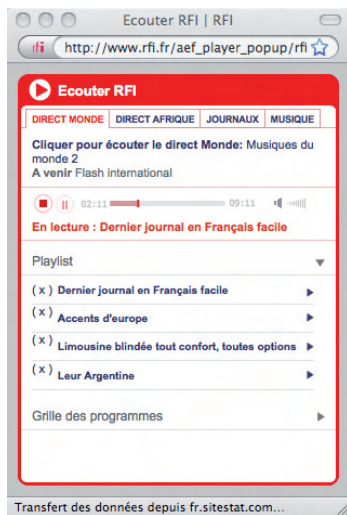 Ecouter RFI | RFI
rfi http://www.rfi.fr/aef_player_popup/rfi
Ecouter RFI
DIRECT MONDE DIRECT AFRIQUE JOURNAUX MUSIQUE
Cliquer pour écouter le direct Monde: Musiques du
monde 2
A venir Flash international
02:11 09:11
En lecture : Dernier journal en Français facile
Playlist
( x ) Dernier journal en Français facile
( x ) Accents d'europe
( x ) Limousine blindée tout confort, toutes options
( x ) Leur Argentine
Grille des programmes
Transfert des données depuis fr.sitestat.com...